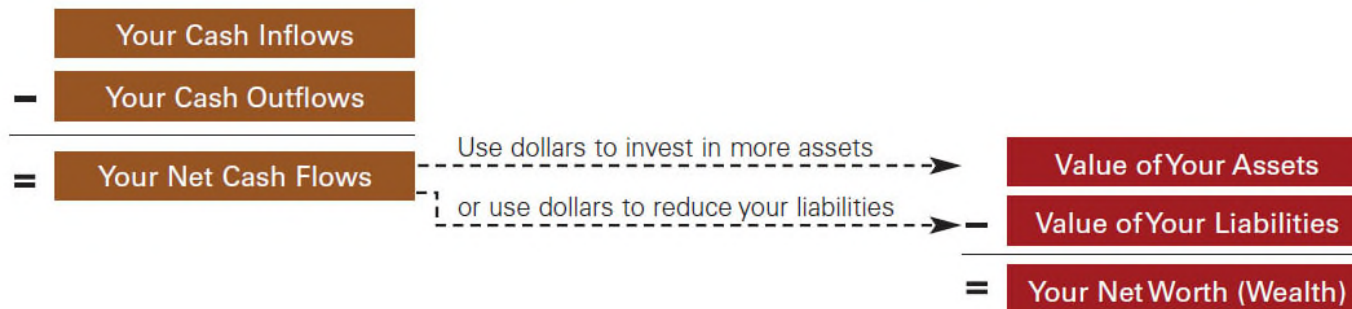 Your Cash Inflows
– Your Cash Outflows
= Your Net Cash Flows
Use dollars to invest in more assets
or use dollars to reduce your liabilities
Value of Your Assets
– Value of Your Liabilities
= Your Net Worth (Wealth)